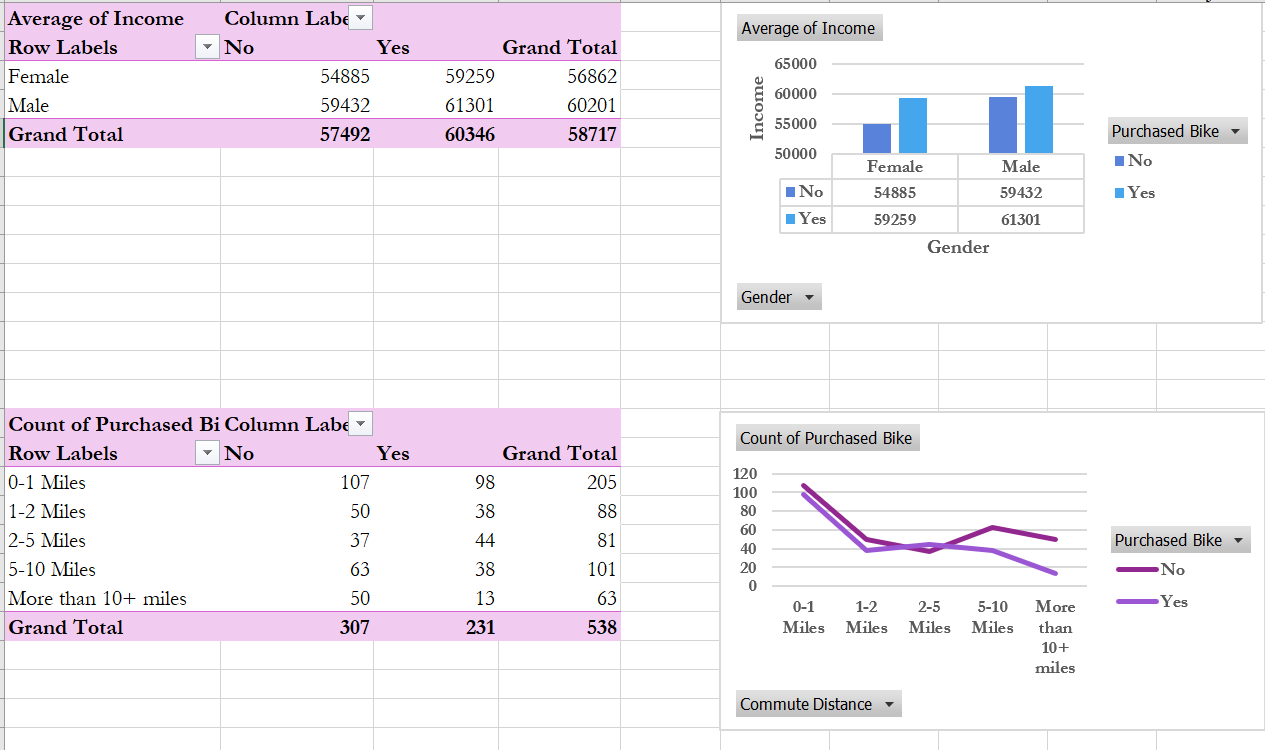 Average of Income Column Labe
Row Labels No Yes Grand Total
Female 54885 59259 56862
Male 59432 61301 60201
Grand Total 57492 60346 58717
Average of Income
65000
60000
55000
50000
Income
Female Male
No 54885 59432
Yes 59259 61301
Gender
Purchased Bike
No
Yes
Gender
Count of Purchased Bi Column Labe
Row Labels No Yes Grand Total
0-1 Miles 107 98 205
1-2 Miles 50 38 88
2-5 Miles 37 44 81
5-10 Miles 63 38 101
More than 10+ miles 50 13 63
Grand Total 307 231 538
Count of Purchased Bike
120
100
80
60
40
20
0
0-1 1-2 2-5 5-10 More
Miles Miles Miles Miles than
10+
miles
Purchased Bike
No
Yes
Commute Distance